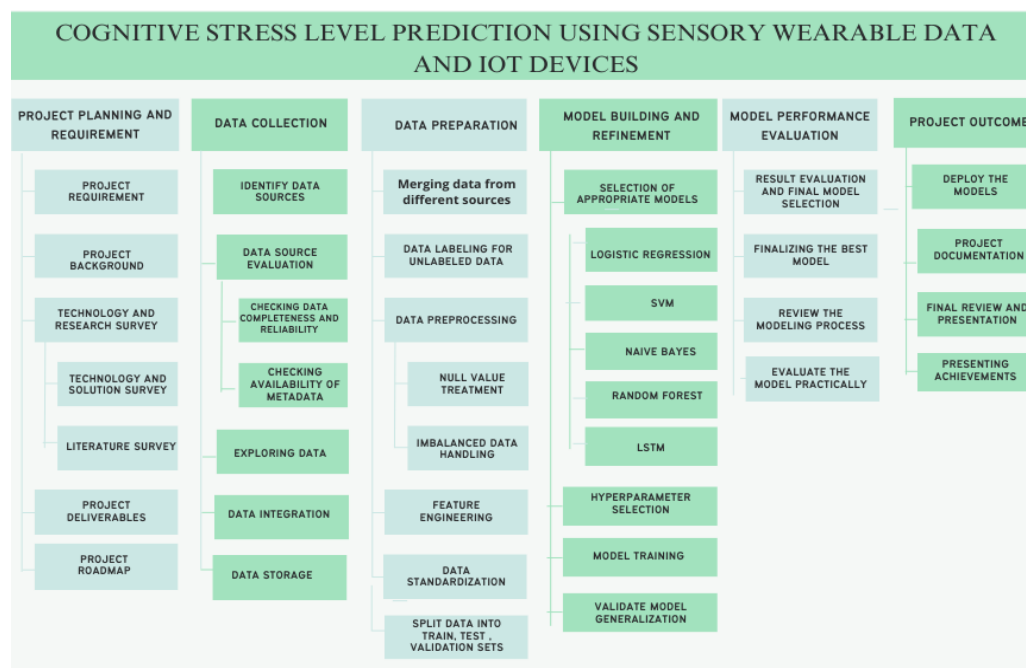 COGNITIVE STRESS LEVEL PREDICTION USING SENSORY WEARABLE DATA
AND IOT DEVICES
PROJECT PLANNING AND
REQUIREMENT
PROJECT
REQUIREMENT
PROJECT
BACKGROUND
TECHNOLOGY AND
RESEARCH SURVEY
TECHNOLOGY AND
SOLUTION SURVEY
LITERATURE SURVEY
PROJECT
DELIVERABLES
PROJECT
ROADMAP
DATA COLLECTION
IDENTIFY DATA
SOURCES
DATA SOURCE
EVALUATION
CHECKING DATA
COMPLETENESS AND
RELIABILITY
CHECKING
AVAILABILITY OF
METADATA
EXPLORING DATA
DATA INTEGRATION
DATA STORAGE
DATA PREPARATION
Merging data from
different sources
DATA LABELING FOR
UNLABELED DATA
DATA PREPROCESSING
NULL VALUE
TREATMENT
IMBALANCED DATA
HANDLING
FEATURE
ENGINEERING
DATA
STANDARDIZATION
SPLIT DATA INTO
TRAIN, TEST ,
VALIDATION SETS
MODEL BUILDING AND
REFINEMENT
SELECTION OF
APPROPRIATE MODELS
LOGISTIC REGRESSION
SVM
NAIVE BAYES
RANDOM FOREST
LSTM
HYPERPARAMETER
SELECTION
MODEL TRAINING
VALIDATE MODEL
GENERALIZATION
MODEL PERFORMANCE
EVALUATION
RESULT EVALUATION
AND FINAL MODEL
SELECTION
FINALIZING THE BEST
MODEL
REVIEW THE
MODELING PROCESS
EVALUATE THE
MODEL PRACTICALLY
PROJECT OUTCOME
DEPLOY THE
MODELS
PROJECT
DOCUMENTATION
FINAL REVIEW AND
PRESENTATION
PRESENTING
ACHIEVEMENTS